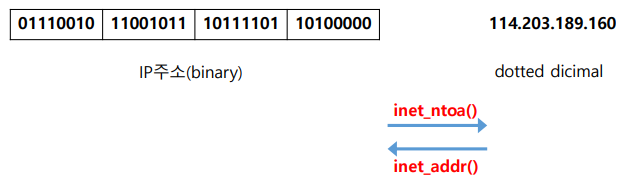 01110010 11001011 10111101 10100000 114.203.189.160
IP주소(binary) dotted dicimal
inet_ntoa()
inet_addr()